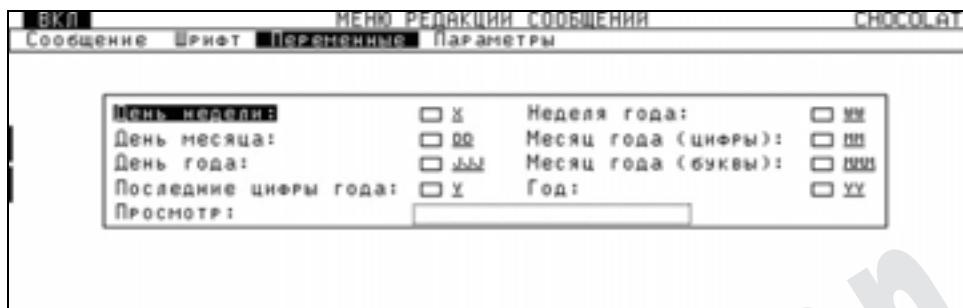 ВКЛ МЕНЮ РЕДАКЦИИ СООБЩЕНИЯ CHOCOLAT
Сообщение Шрифт Переменные Параметры
День недели: X Неделя года: WW
День месяца: DD Месяц года (цифры): MM
День года: JJJ Месяц года (буквы): MMM
Последние цифры года: Y Год: YY
Просмотр: